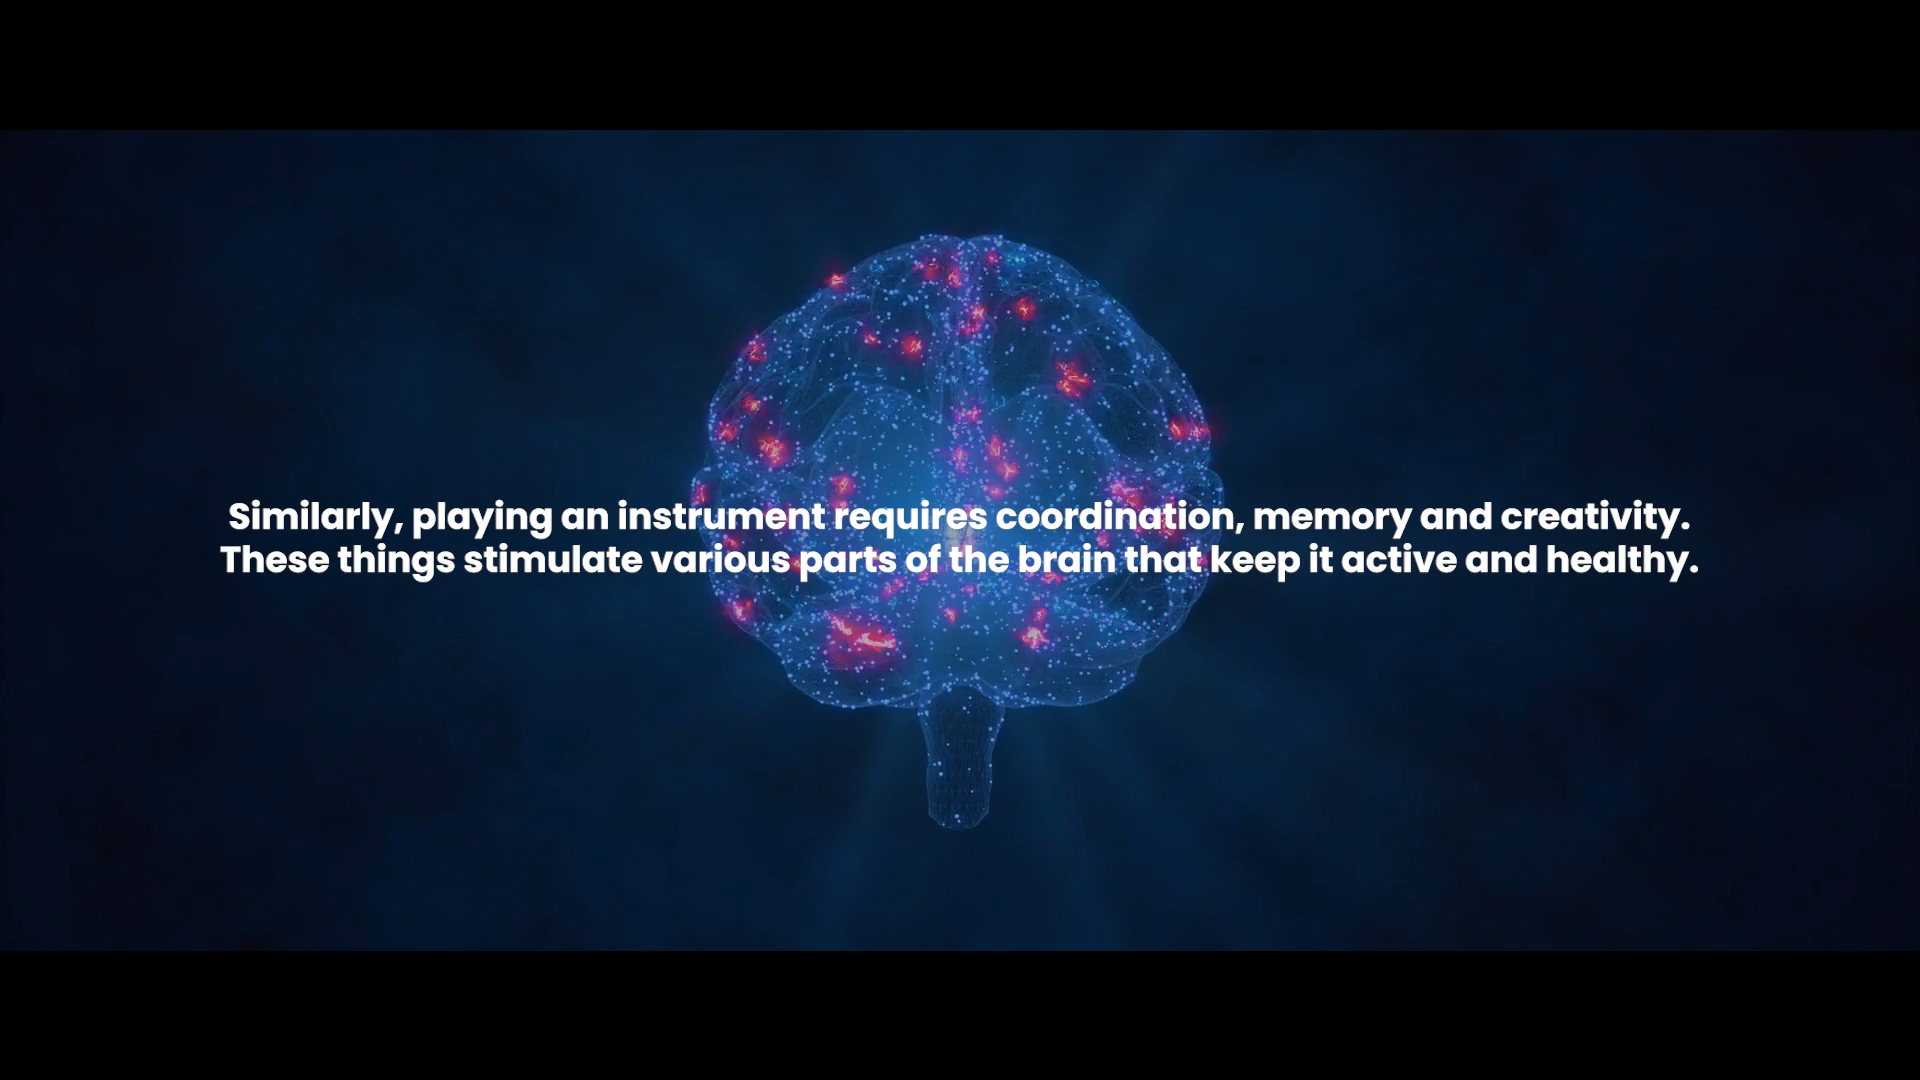 Similarly, playing an instrument requires coordination, memory and creativity.
These things stimulate various parts of the brain that keep it active and healthy.